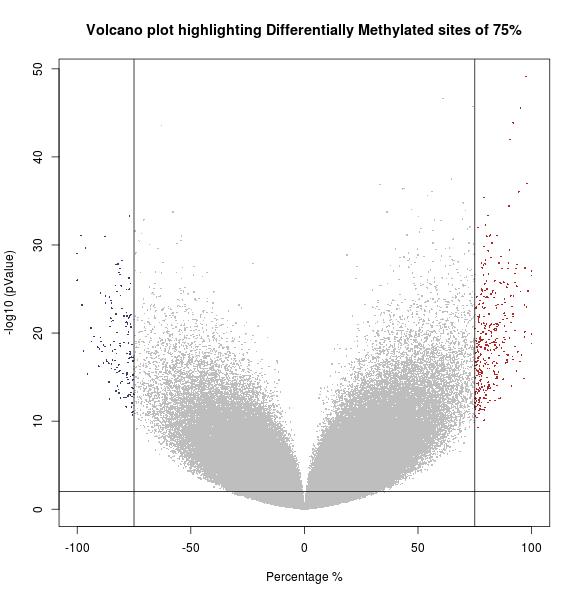 Volcano plot highlighting Differentially Methylated sites of 75%
50
40
30
20
10
0
-log10 (pValue)
-100 -50 0 50 100
Percentage %